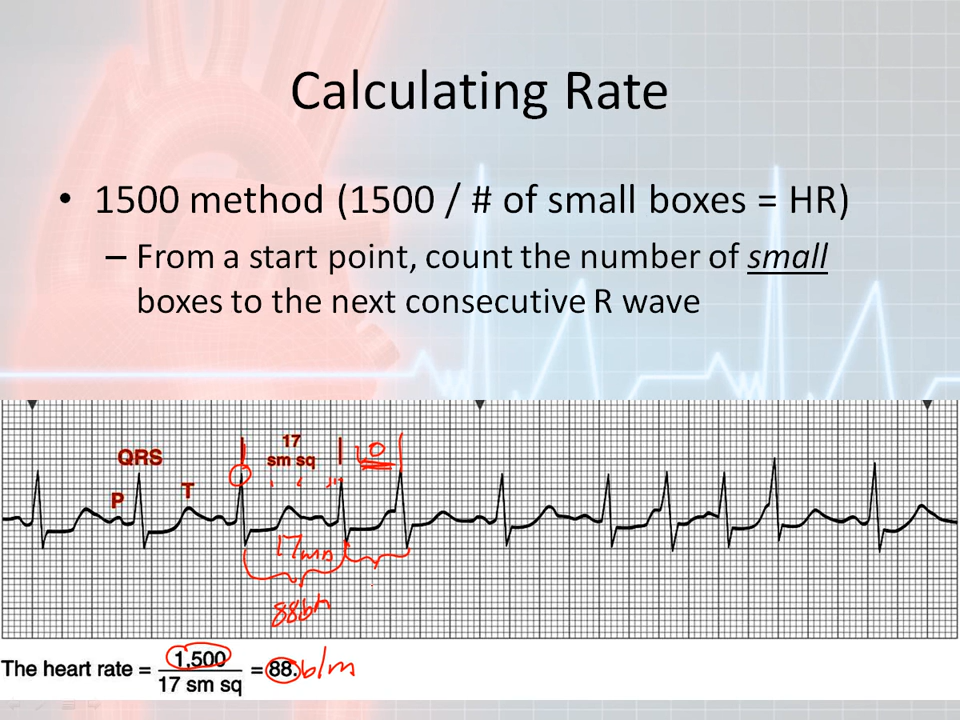 Calculating Rate
• 1500 method (1500 / # of small boxes = HR)
– From a start point, count the number of small
boxes to the next consecutive R wave
17
QRS
sm sq
10
P
T
17mm
The heart rate = 1,500
17 sm sq
= 88. b/m